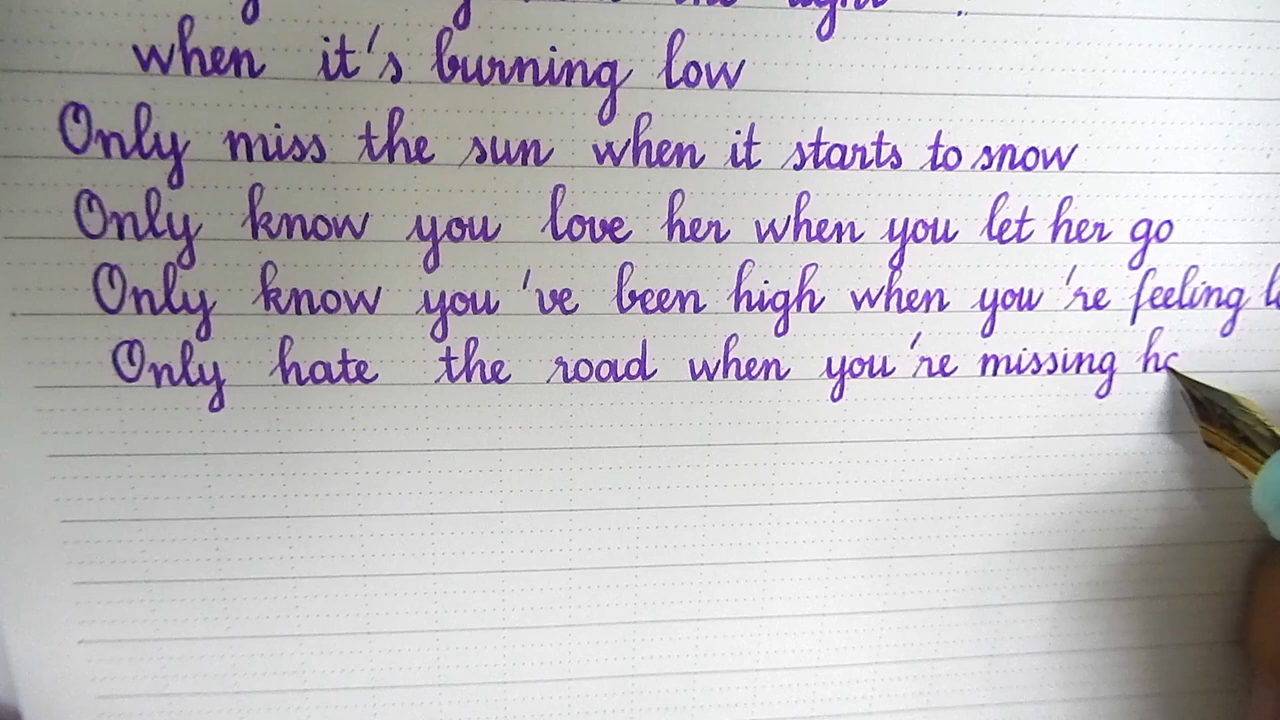 when it's burning low
Only miss the sun when it starts to snow
Only know you love her when you let her go
Only know you've been high when you're feeling
Only hate the road when you're missing